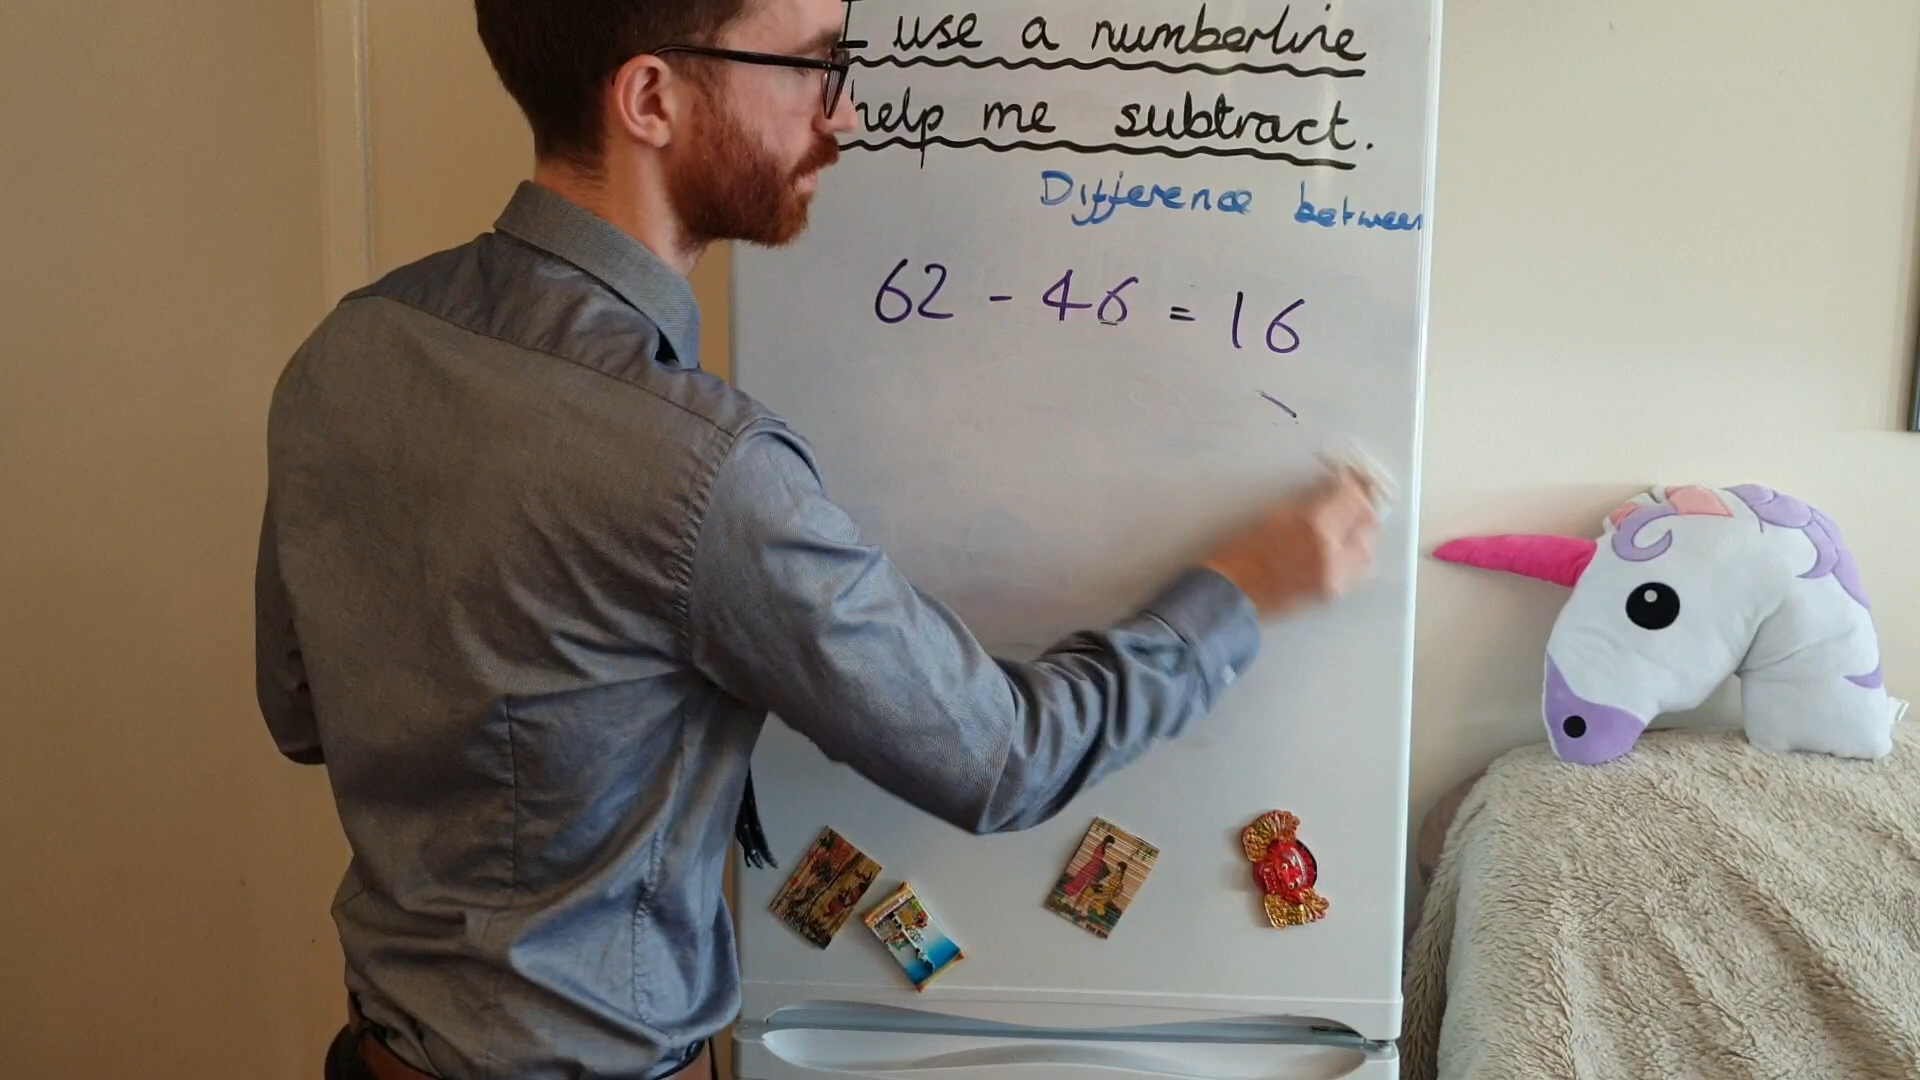 I use a numberline
help me subtract.
Difference between
62 - 46 = 16